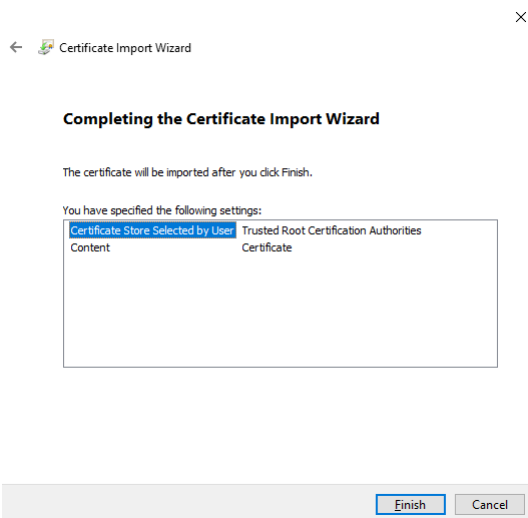 Certificate Import Wizard
Completing the Certificate Import Wizard
The certificate will be imported after you click Finish.
You have specified the following settings:
Certificate Store Selected by User Trusted Root Certification Authorities
Content Certificate
Finish Cancel